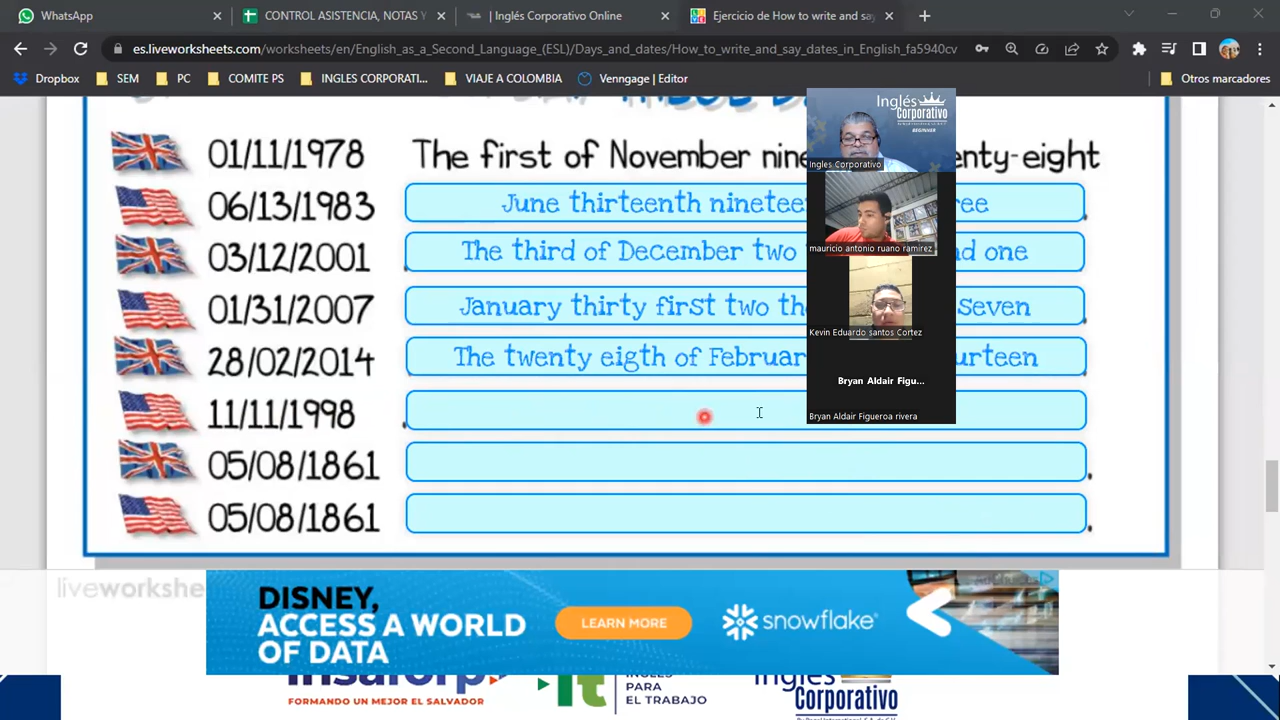 WhatsApp
CONTROL ASISTENCIA, NOTAS Y
| Inglés Corporativo Online
Ejercicio de How to write and say
es.liveworksheets.com/worksheets/en/English_as_a_Second_Language_(ESL)/Days_and_dates/How_to_write_and_say_dates_in_English_fa5940cv
Dropbox SEM PC COMITE PS INGLES CORPORATI... VIAJE A COLOMBIA Venngage | Editor Otros marcadores
01/11/1978 The first of November nine enty-eight
06/13/1983 June thirteenth nineteen ree
03/12/2001 The third of December two d one
01/31/2007 January thirty first two th seven
28/02/2014 The twenty eigth of Februar urteen
11/11/1998
05/08/1861 .
05/08/1861 .
Inglés
Corporativo
BEGINNER
Ingles Corporativo
mauricio antonio ruano ramirez
Kevin Eduardo santos Cortez
Bryan Aldair Figu...
Bryan Aldair Figueroa rivera
liveworkshe
DISNEY,
ACCESS A WORLD
OF DATA
LEARN MORE
snowflake
insaforp
FORMANDO UN MEJOR EL SALVADOR
INGLÉS
PARA
EL TRABAJO
Inglés
Corporativo